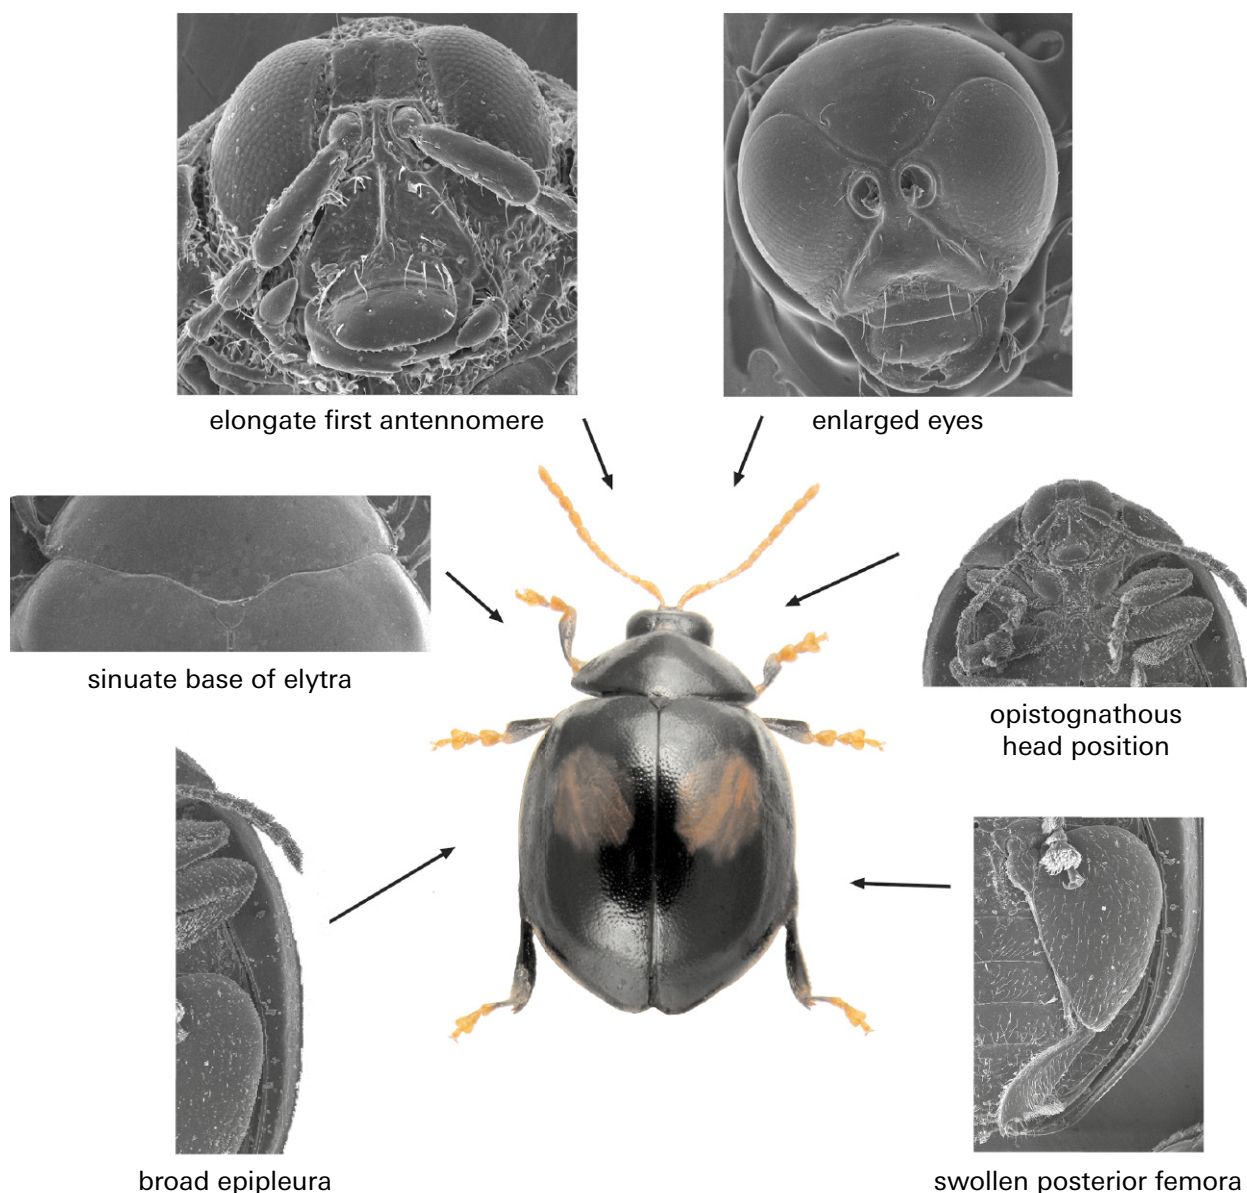 elongate first antennomere
enlarged eyes
sinuate base of elytra
opistognathous
head position
broad epipleura
swollen posterior femora